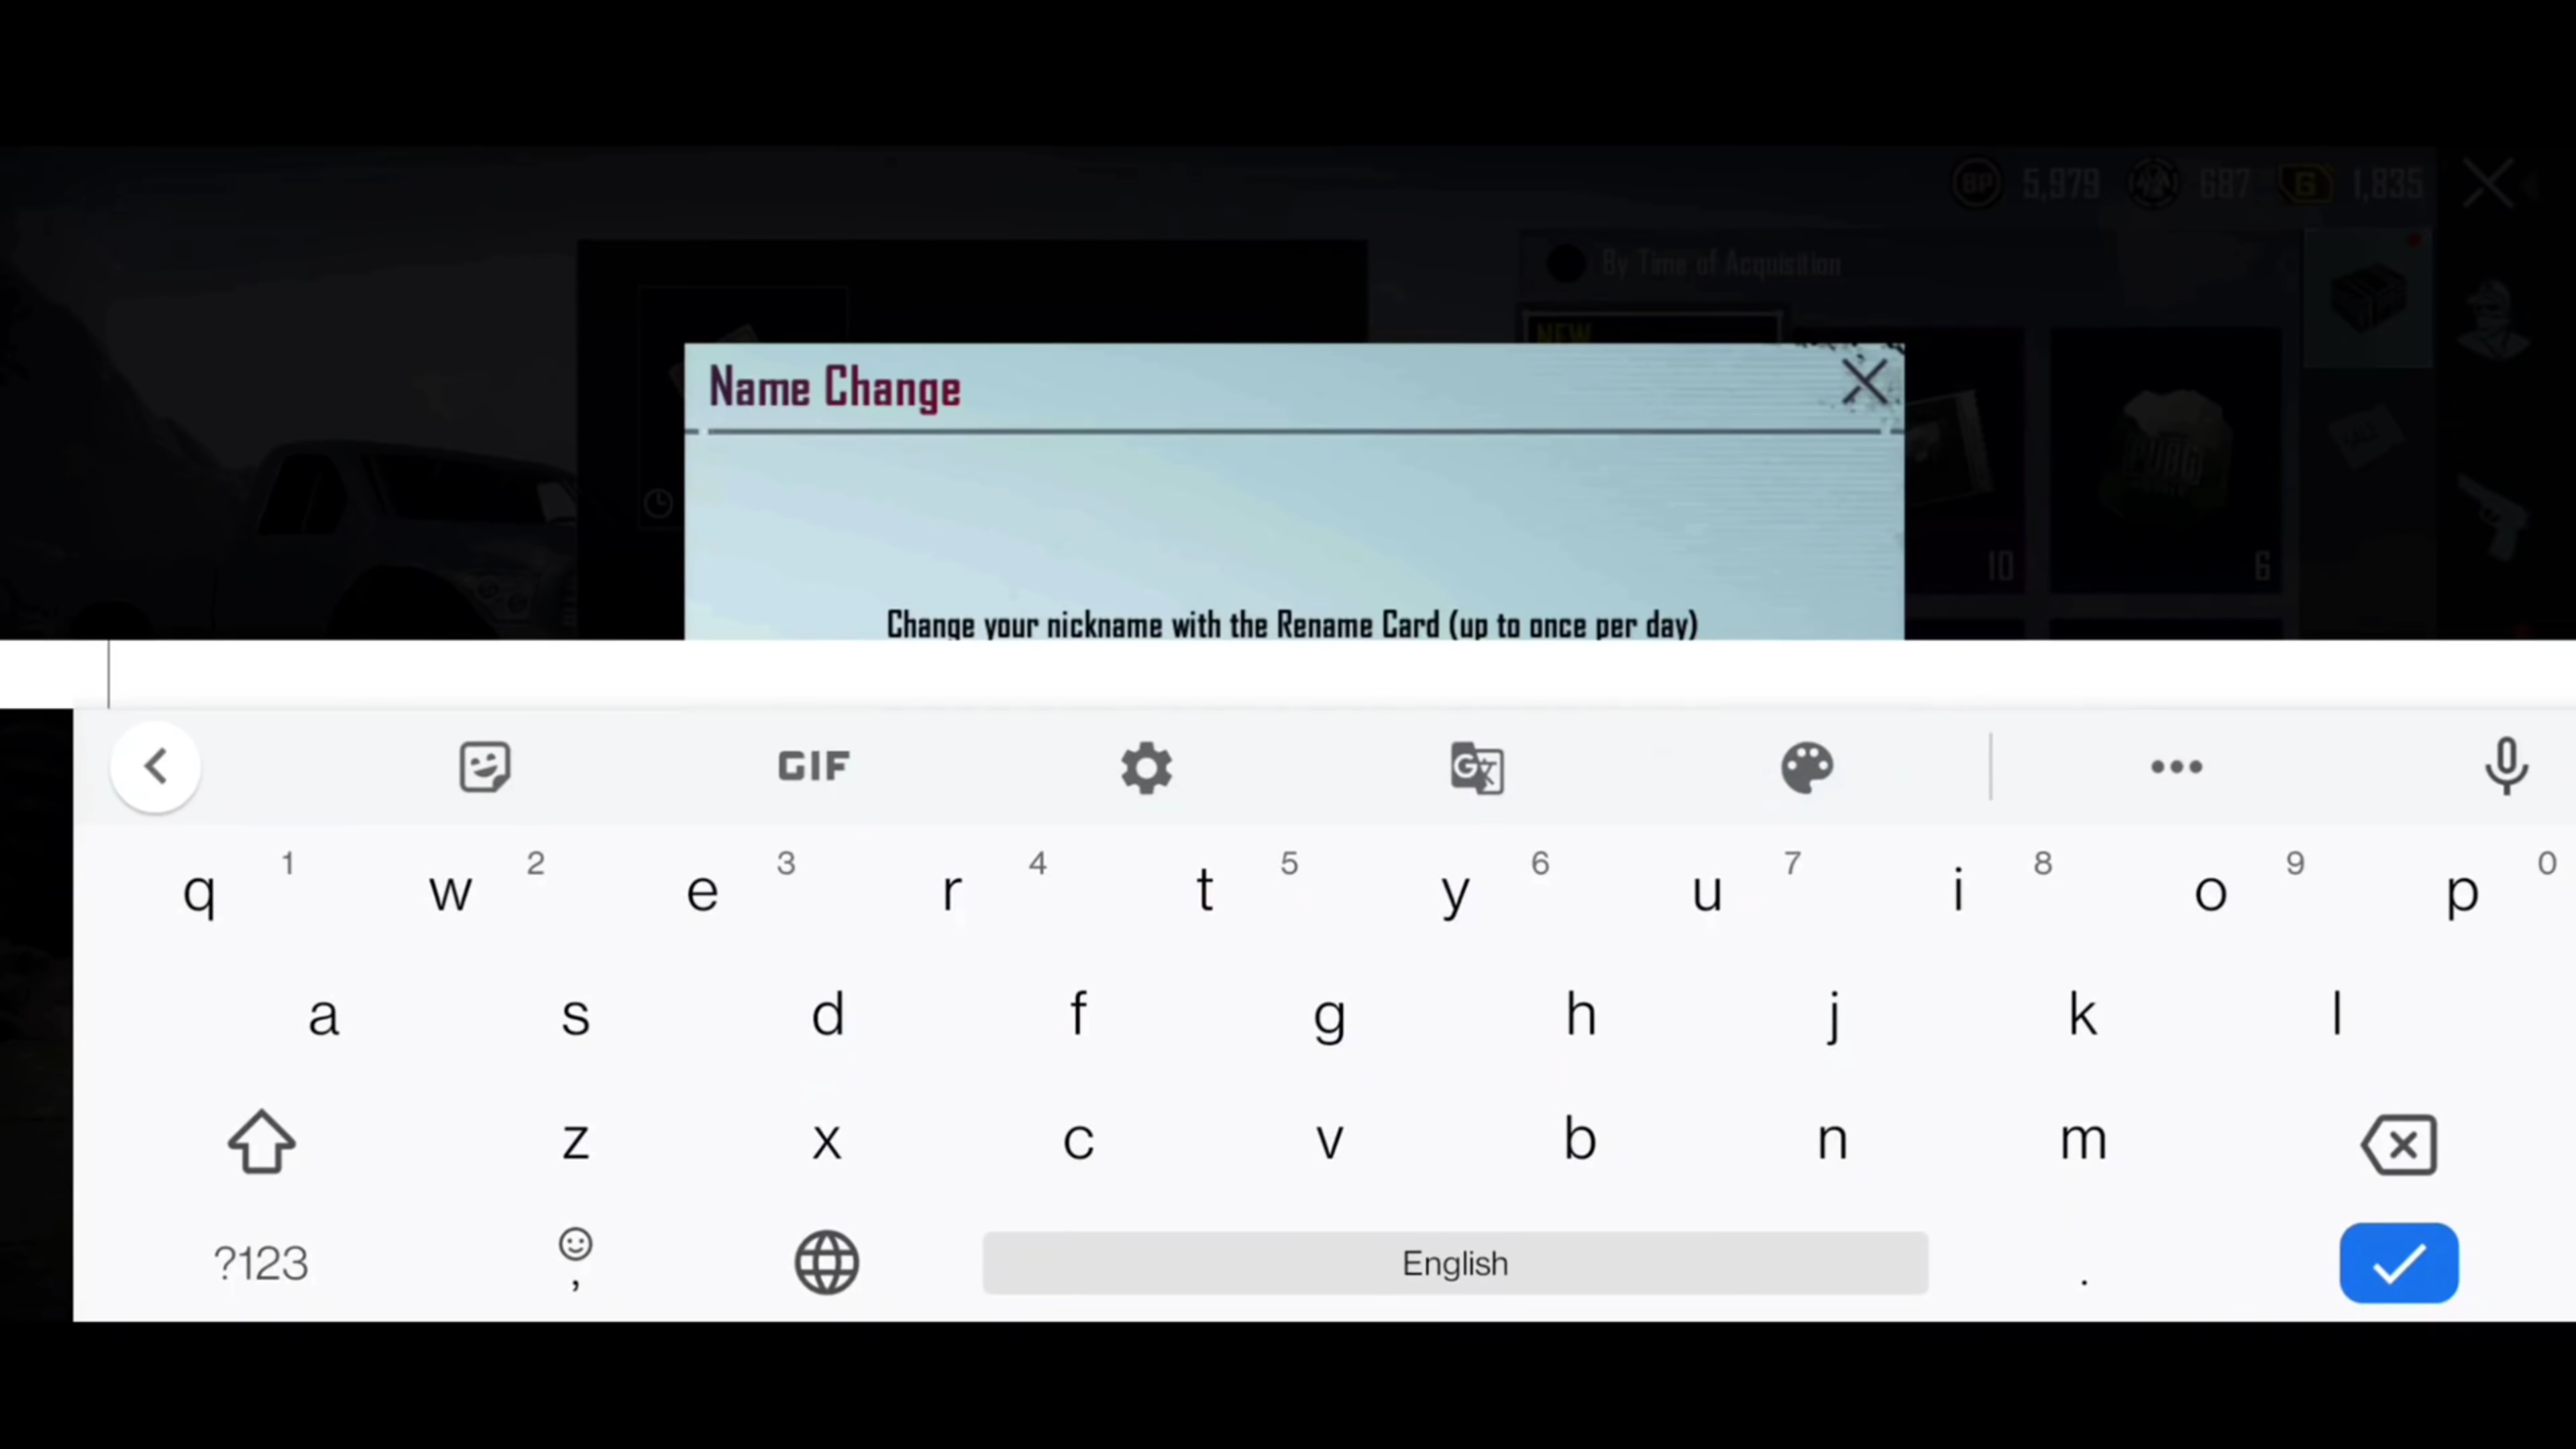 5,979 687 G 1,835
By Time of Acquisition
NEW
Name Change
PUBG
10 6
Change your nickname with the Rename Card (up to once per day)
GIF
q 1 w 2 e 3 r 4 t 5 y 6 u 7 i 8 o 9 p 0
a s d f g h j k l
z x c v b n m
?123 , English .